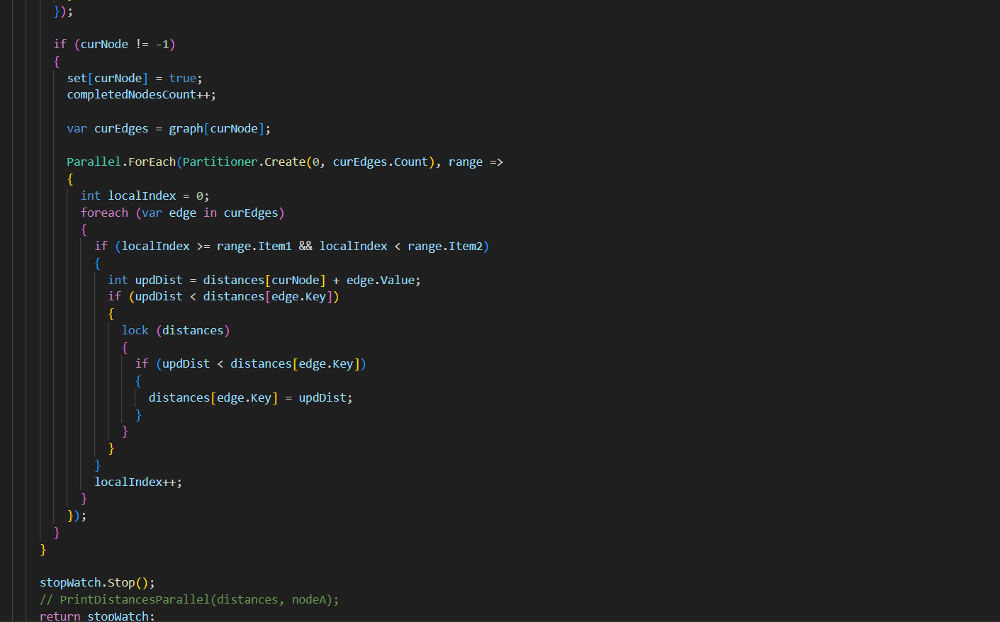 });
if (curNode != -1)
{
set[curNode] = true;
completedNodesCount++;
var curEdges = graph[curNode];
Parallel.ForEach(Partitioner.Create(0, curEdges.Count), range =>
{
int localIndex = 0;
foreach (var edge in curEdges)
{
if (localIndex >= range.Item1 && localIndex < range.Item2)
{
int updDist = distances[curNode] + edge.Value;
if (updDist < distances[edge.Key])
{
lock (distances)
{
if (updDist < distances[edge.Key])
{
distances[edge.Key] = updDist;
}
}
}
}
localIndex++;
}
});
}
}
stopWatch.Stop();
// PrintDistancesParallel(distances, nodeA);
return stopWatch;